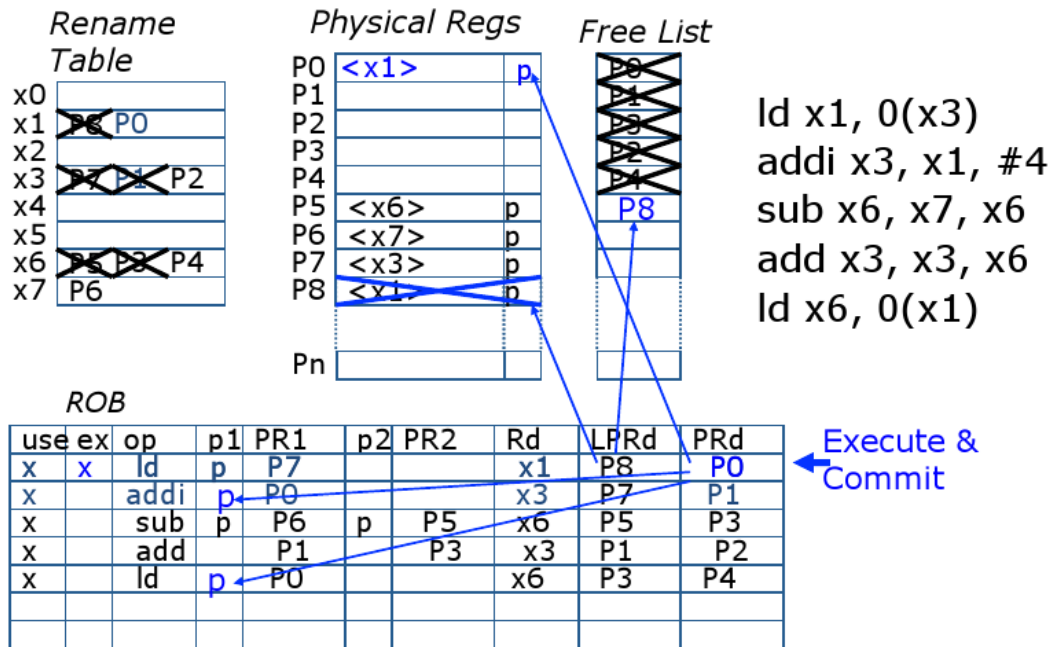 Rename Table
Physical Regs
Free List
x0
x1 P8 P0
x2
x3 P7 P1 P2
x4
x5
x6 P5 P3 P4
x7 P6
P0 <x1> p
P1
P2
P3
P4
P5 <x6> p
P6 <x7> p
P7 <x3> p
P8 <x1> p
Pn
P0
P1
P3
P2
P4
P8
ld x1, 0(x3)
addi x3, x1, #4
sub x6, x7, x6
add x3, x3, x6
ld x6, 0(x1)
ROB
use ex op p1 PR1 p2 PR2 Rd LPRd PRd
x x ld p P7 x1 P8 P0
x addi p P0 x3 P7 P1
x sub p P6 p P5 x6 P5 P3
x add P1 P3 x3 P1 P2
x ld p P0 x6 P3 P4
Execute &
Commit